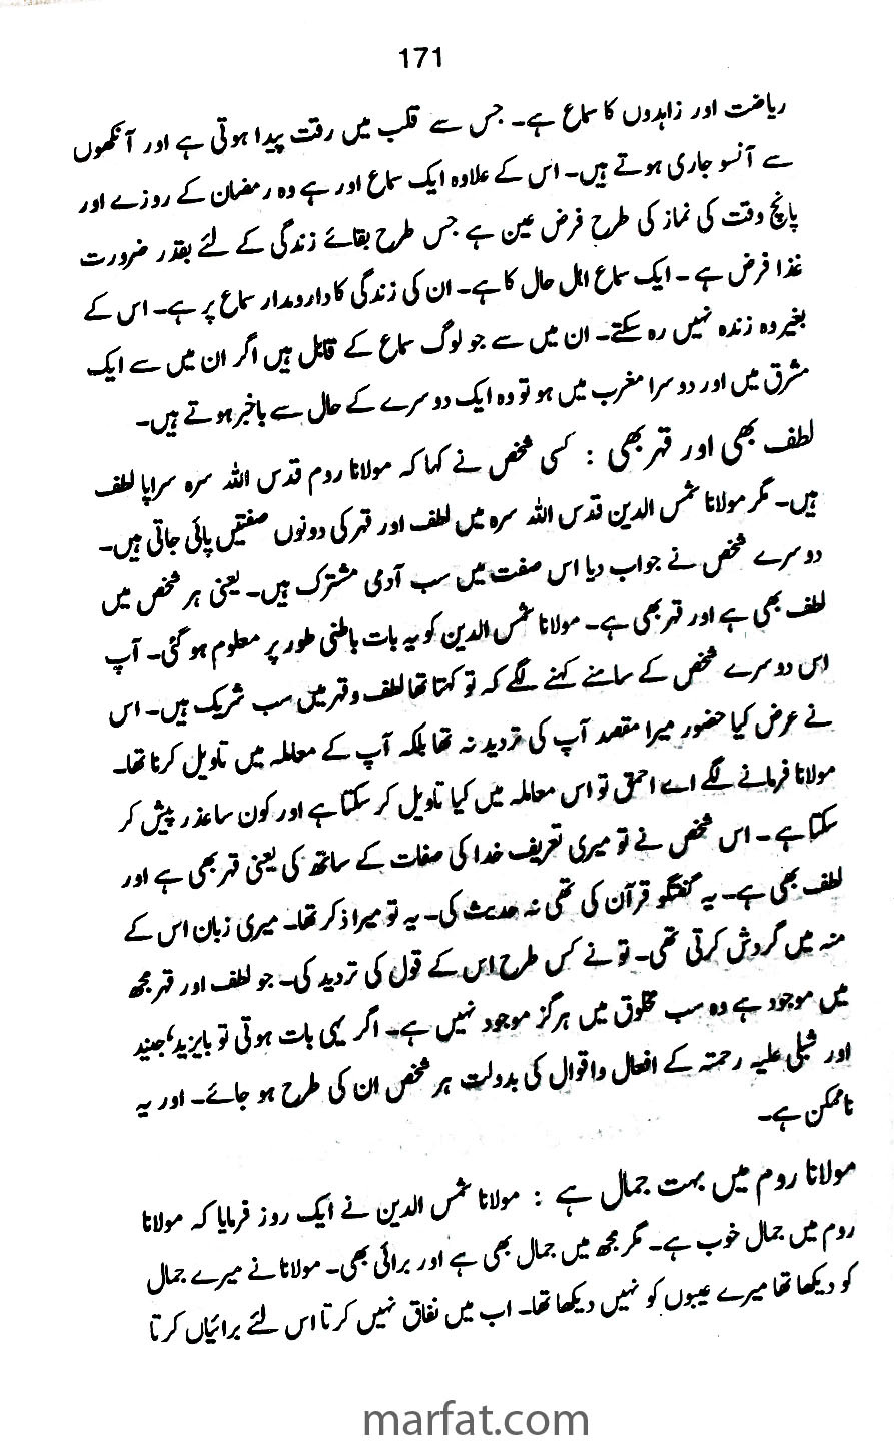 171
ریاضت اور زاہدوں کا سماع ہے۔ جس سے قلب میں رقت پیدا ہوتی ہے اور آنکھوں
سے آنسو جاری ہوتے ہیں۔ اس کے علاوہ ایک سماع اور ہے وہ رمضان کے روزے اور
پانچ وقت کی نماز کی طرح فرض عین ہے جس طرح بقائے زندگی کے لئے بقدر ضرورت
غذا فرض ہے ۔ ایک سماع اہل حال کا ہے۔ ان کی زندگی کا دارومدار سماع پر ہے۔ اس کے
بغیر وہ زندہ نہیں رہ سکتے۔ ان میں سے جو لوگ سماع کے قابل ہیں اگر ان میں سے ایک
مشرق میں اور دوسرا مغرب میں ہو تو وہ ایک دوسرے کے حال سے باخبر ہوتے ہیں۔
لطف بھی اور قہر بھی : کسی شخص نے کہا کہ مولانا روم قدس اللہ سرہ سراپا لطف
ہیں۔ مگر مولانا شمس الدین قدس اللہ سرہ میں لطف اور قہر کی دونوں صفتیں پائی جاتی ہیں۔
دوسرے شخص نے جواب دیا اس صفت میں سب آدمی مشترک ہیں۔ یعنی ہر شخص میں
لطف بھی ہے اور قہر بھی ہے۔ مولانا شمس الدین کو یہ بات باطنی طور پر معلوم ہو گئی۔ آپ
اس دوسرے شخص کے سامنے کہنے لگے کہ تو کہتا تھا لطف و قہر میں سب شریک ہیں۔ اس
نے عرض کیا حضور میرا مقصد آپ کی تردید نہ تھا بلکہ آپ کے معاملہ میں تاویل کرنا تھا۔
مولانا فرمانے لگے اے احمق تو اس معاملہ میں کیا تاویل کر سکتا ہے اور کون سا عذر پیش کر
سکتا ہے ۔ اس شخص نے تو میری تعریف خدا کی صفات کے ساتھ کی یعنی قہر بھی ہے اور
لطف بھی ہے۔ یہ گفتگو قرآن کی تھی نہ حدیث کی۔ یہ تو میرا ذکر تھا۔ میری زبان اس کے
منہ میں گردش کرتی تھی۔ تو نے کس طرح اس کے قول کی تردید کی۔ جو لطف اور قہر مجھ
میں موجود ہے وہ سب مخلوق میں ہرگز موجود نہیں ہے۔ اگر یہی بات ہوتی تو بایزید، جنید
اور شبلی علیہ رحمتہ کے افعال و اقوال کی بدولت ہر شخص ان کی طرح ہو جائے۔ اور یہ
ناممکن ہے۔
مولانا روم میں بہت جمال ہے : مولانا شمس الدین نے ایک روز فرمایا کہ مولانا
روم میں جمال خوب ہے۔ مگر مجھ میں جمال بھی ہے اور برائی بھی۔ مولانا نے میرے جمال
کو دیکھا تھا میرے عیبوں کو نہیں دیکھا تھا۔ اب میں نفاق نہیں کرتا اس لئے برائیاں کرتا
marfat.com